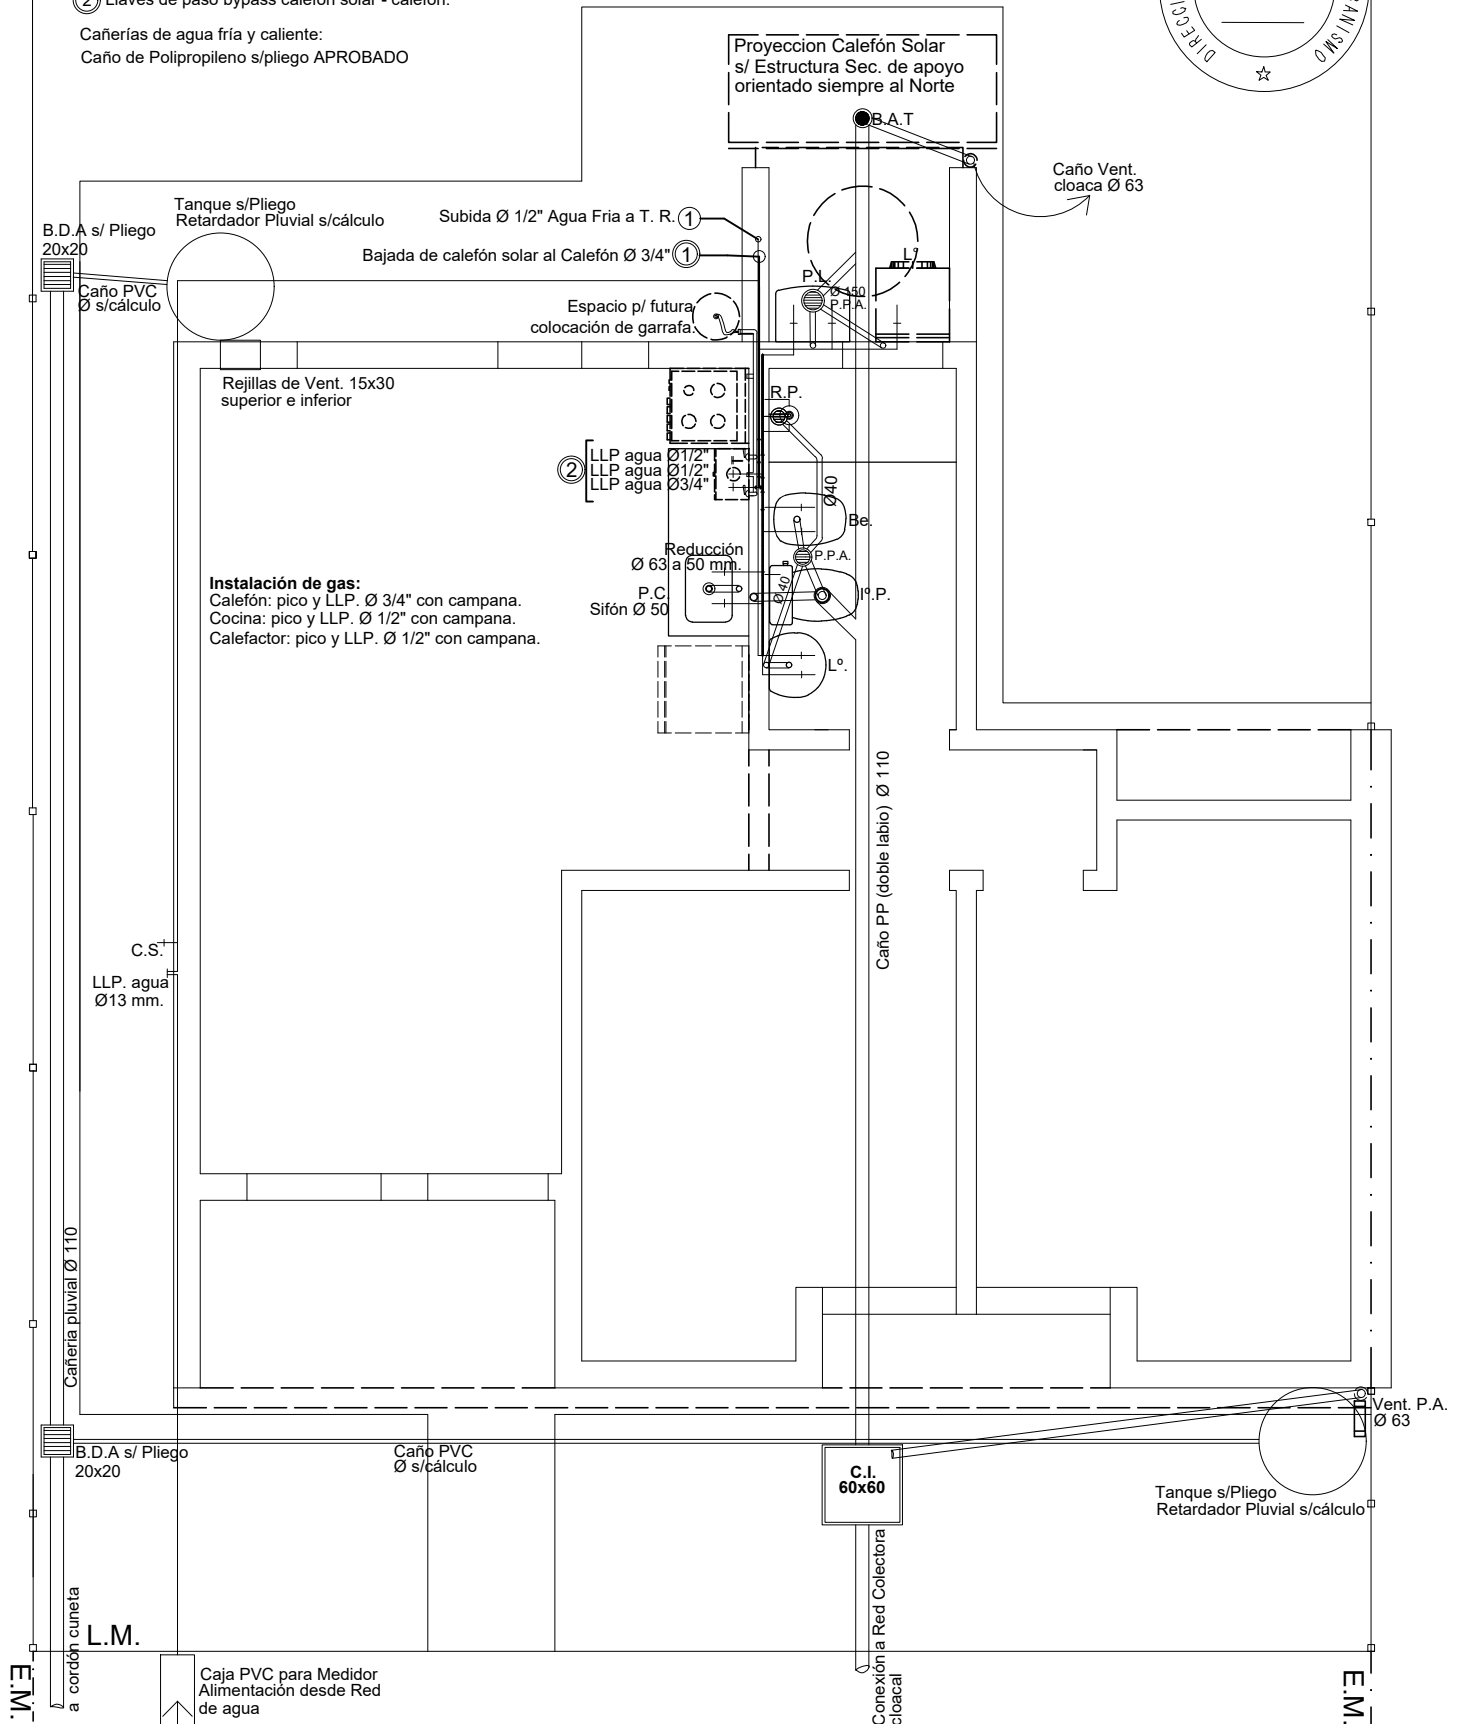 2 Llaves de paso bypass calefón solar - calefón.
Cañerías de agua fría y caliente:
Caño de Polipropileno s/pliego APROBADO
DIRECCI
ANISMO
Proyeccion Calefón Solar
s/ Estructura Sec. de apoyo
orientado siempre al Norte
B.A.T
Caño Vent.
cloaca Ø 63
Tanque s/Pliego
Retardador Pluvial s/cálculo
B.D.A s/ Pliego
20x20
Caño PVC
Ø s/cálculo
Subida Ø 1/2" Agua Fria a T. R. 1
Bajada de calefón solar al Calefón Ø 3/4" 1
Espacio p/ futura
colocación de garrafa.
P.L.
Ø 150
P.P.A.
L°
Rejillas de Vent. 15x30
superior e inferior
R.P.
2
LLP agua Ø1/2"
LLP agua Ø1/2"
LLP agua Ø3/4"
Ø40
Be.
P.P.A.
Reducción
Ø 63 a 50 mm.
P.C.
Sifón Ø 50
Ø 40
Iº.P.
Lº.
Instalación de gas:
Calefón: pico y LLP. Ø 3/4" con campana.
Cocina: pico y LLP. Ø 1/2" con campana.
Calefactor: pico y LLP. Ø 1/2" con campana.
Caño PP (doble labio) Ø 110
C.S.
LLP. agua
Ø13 mm.
Cañeria pluvial Ø 110
B.D.A s/ Pliego
20x20
Caño PVC
Ø s/cálculo
C.I.
60x60
Vent. P.A.
Ø 63
Tanque s/Pliego
Retardador Pluvial s/cálculo
Conexión a Red Colectora
cloacal
a cordón cuneta
L.M.
E.M.
E.M.
Caja PVC para Medidor
Alimentación desde Red
de agua